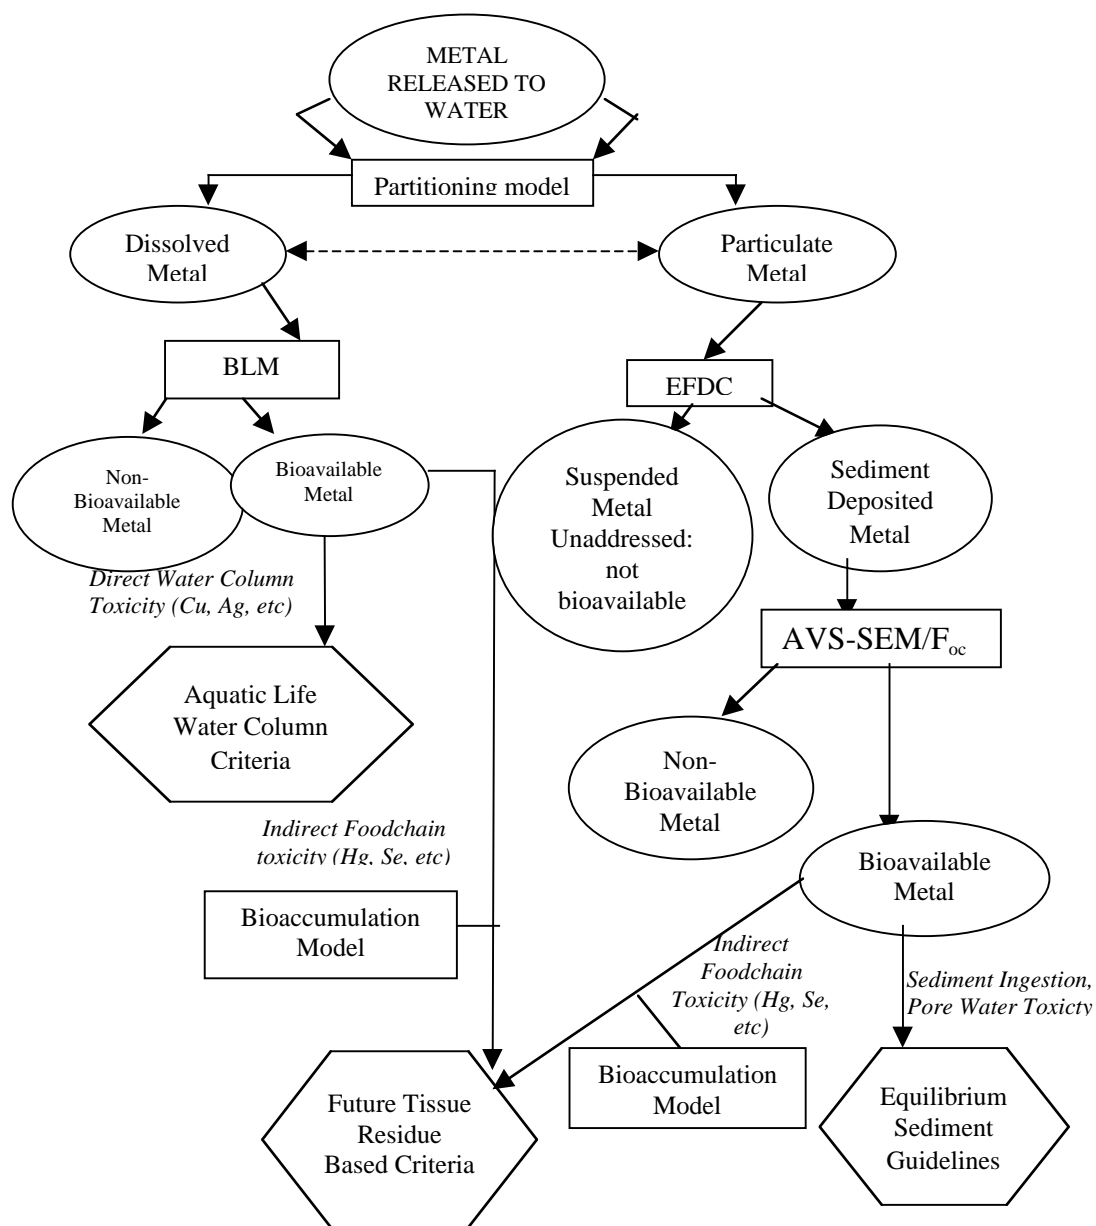 METAL
RELEASED TO
WATER
Partitioning model
Dissolved
Metal
Particulate
Metal
BLM
EFDC
Non-
Bioavailable
Metal
Bioavailable
Metal
Suspended
Metal
Unaddressed:
not
bioavailable
Sediment
Deposited
Metal
Direct Water Column
Toxicity (Cu, Ag, etc)
AVS-SEM/Foc
Aquatic Life
Water Column
Criteria
Non-
Bioavailable
Metal
Indirect Foodchain
toxicity (Hg, Se, etc)
Bioavailable
Metal
Bioaccumulation
Model
Indirect
Foodchain
Toxicity (Hg, Se,
etc)
Sediment Ingestion,
Pore Water Toxicty
Bioaccumulation
Model
Future Tissue
Residue
Based Criteria
Equilibrium
Sediment
Guidelines